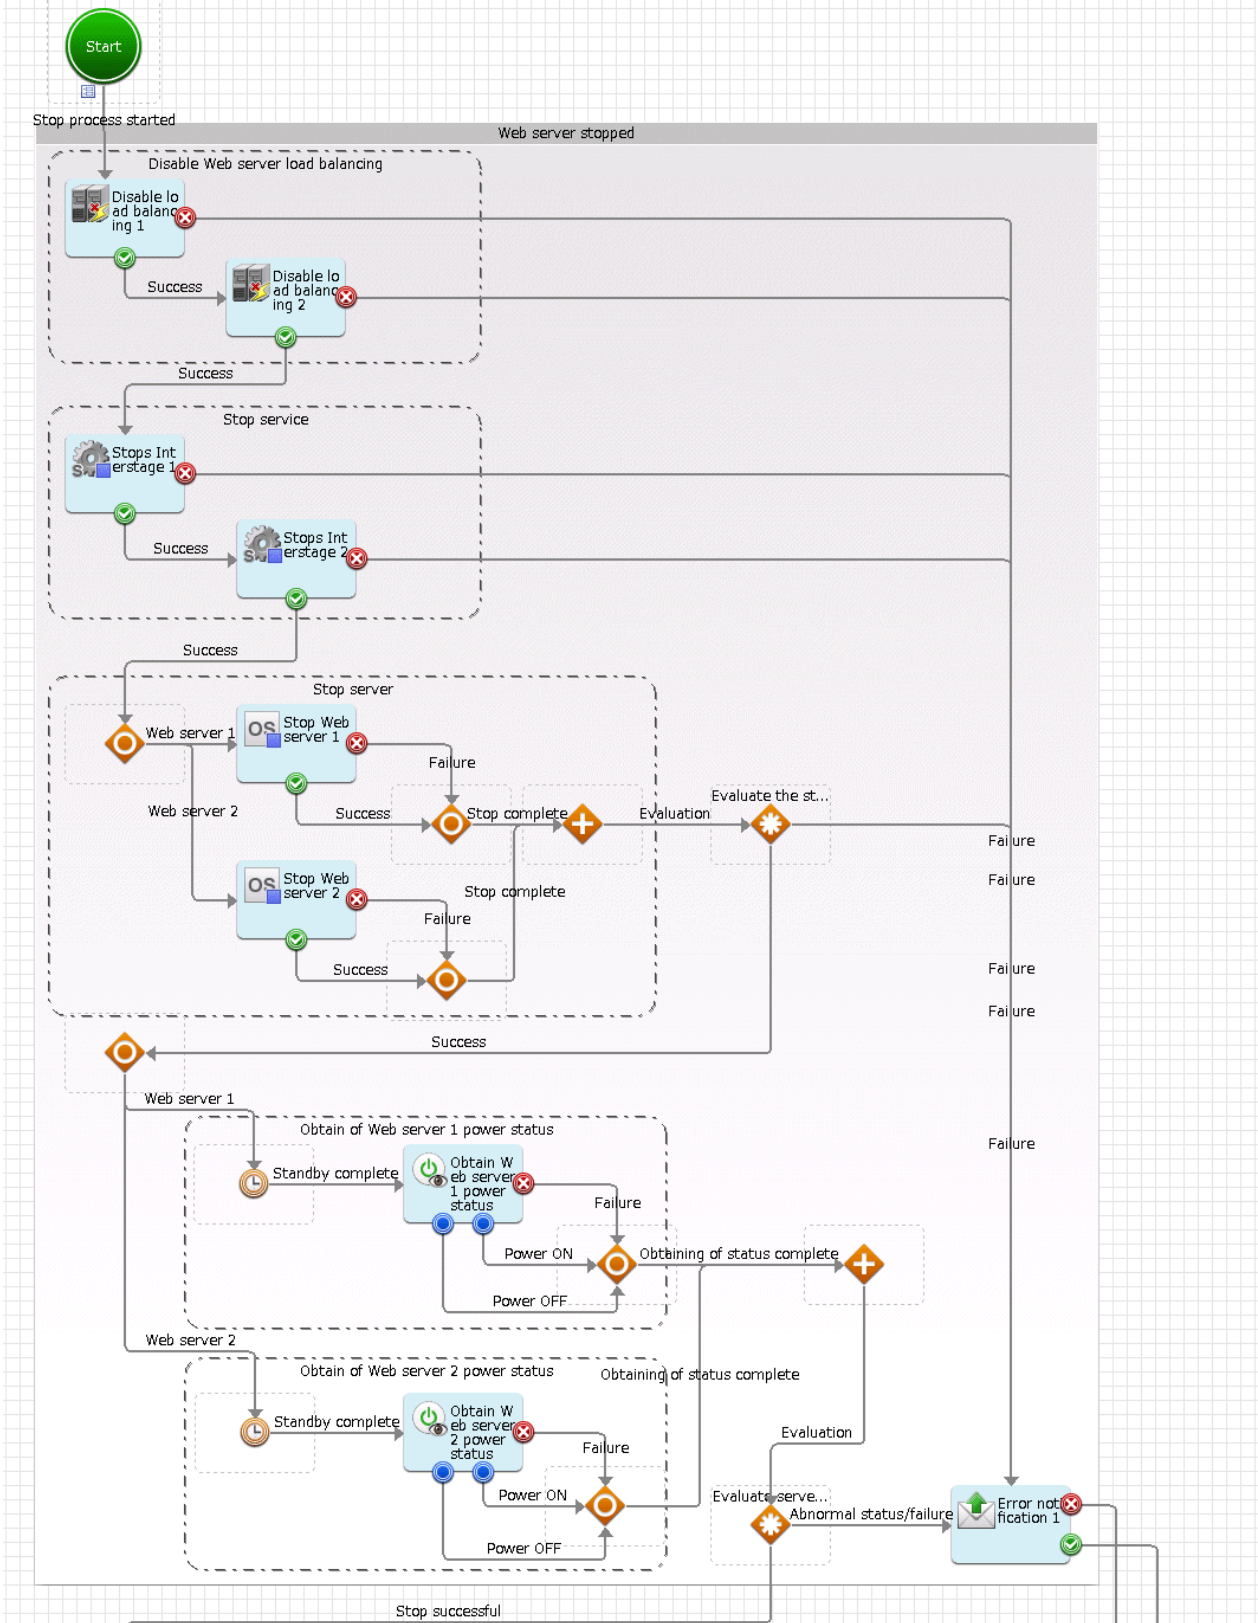 Start
Stop process started
Web server stopped
Disable Web server load balancing
Disable lo
ad balanc
ing 1
Success
Disable lo
ad balanc
ing 2
Success
Stop service
Stops Int
erstage 1
Success
Stops Int
erstage 2
Success
Stop server
Web server 1
Stop Web
server 1
Failure
Web server 2
Success
Stop complete
Evaluation
Evaluate the st...
Failure
Stop Web
server 2
Stop complete
Failure
Failure
Success
Failure
Failure
Success
Web server 1
Obtain of Web server 1 power status
Failure
Standby complete
Obtain W
eb server
1 power
status
Failure
Power ON
Obtaining of status complete
Power OFF
Web server 2
Obtain of Web server 2 power status
Obtaining of status complete
Standby complete
Obtain W
eb server
2 power
status
Failure
Evaluation
Power ON
Evaluate serve...
Abnormal status/failure
Error noti
fication 1
Power OFF
Stop successful
OS
OS
S
S